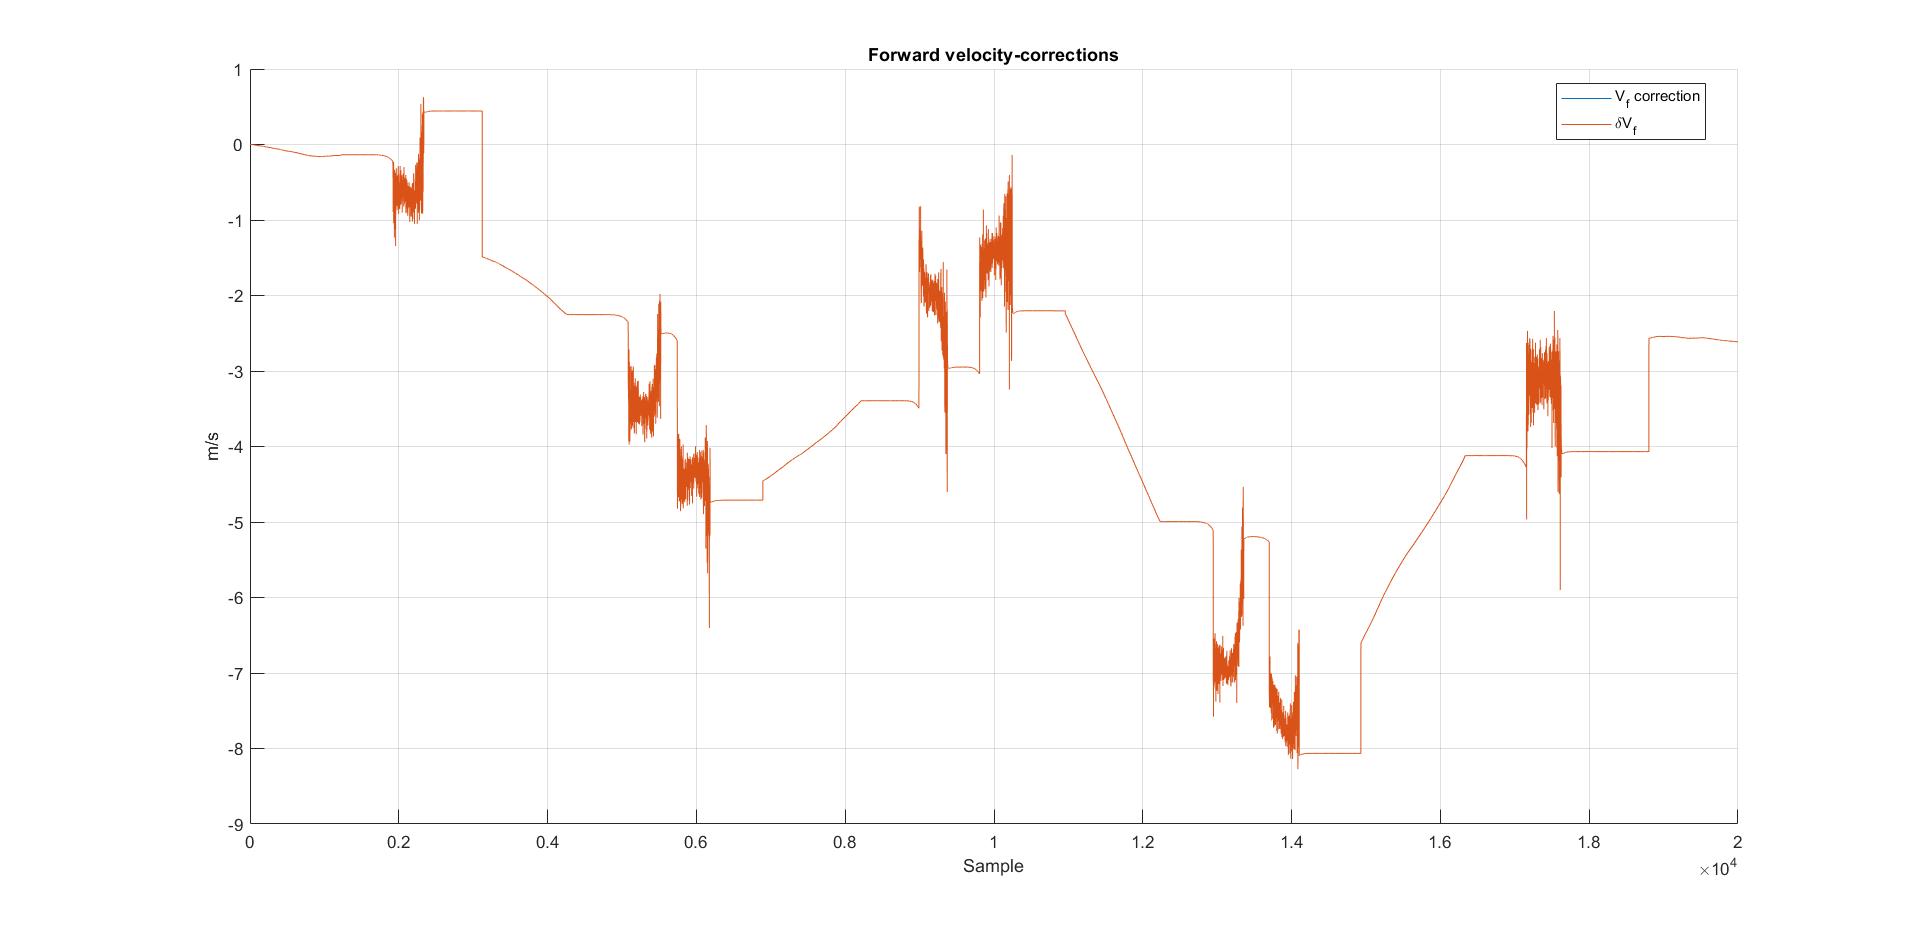 Forward velocity-corrections
V_f correction
δV_f
1
0
-1
-2
-3
-4
-5
-6
-7
-8
-9
m/s
0 0.2 0.4 0.6 0.8 1 1.2 1.4 1.6 1.8 2
Sample
×10^4